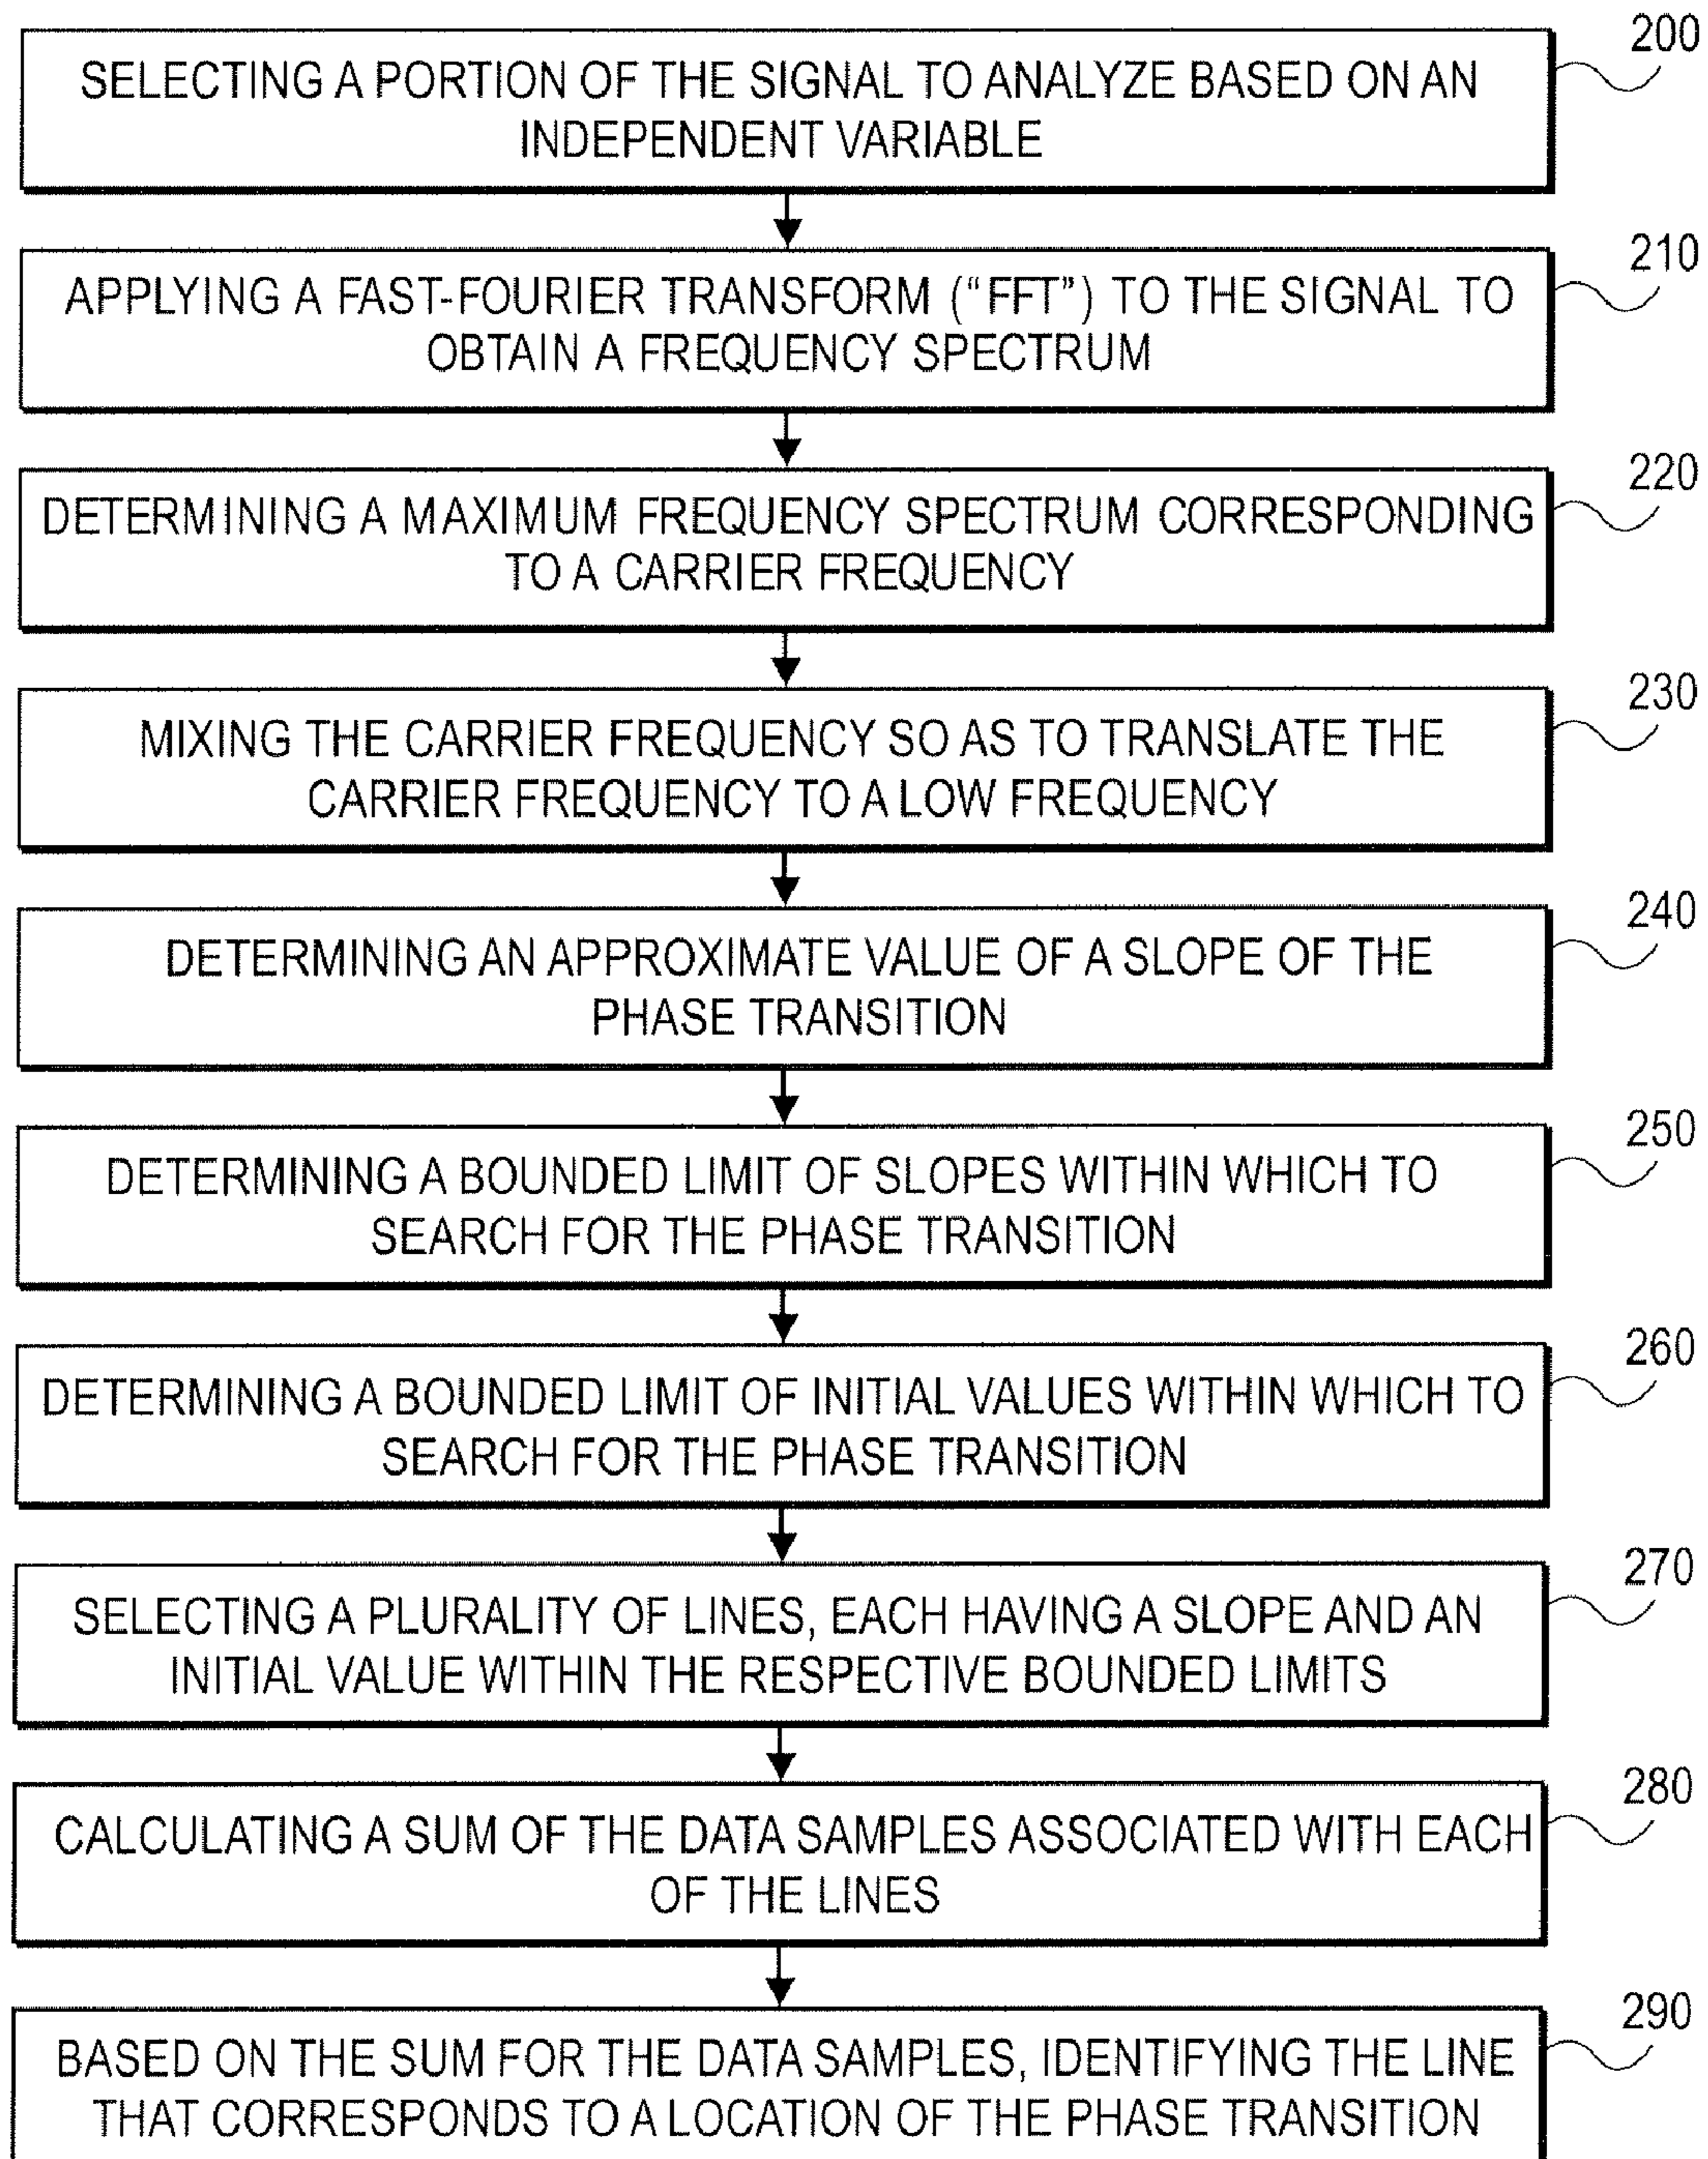 200
SELECTING A PORTION OF THE SIGNAL TO ANALYZE BASED ON AN
INDEPENDENT VARIABLE
210
APPLYING A FAST-FOURIER TRANSFORM (“FFT”) TO THE SIGNAL TO
OBTAIN A FREQUENCY SPECTRUM
220
DETERMINING A MAXIMUM FREQUENCY SPECTRUM CORRESPONDING
TO A CARRIER FREQUENCY
230
MIXING THE CARRIER FREQUENCY SO AS TO TRANSLATE THE
CARRIER FREQUENCY TO A LOW FREQUENCY
240
DETERMINING AN APPROXIMATE VALUE OF A SLOPE OF THE
PHASE TRANSITION
250
DETERMINING A BOUNDED LIMIT OF SLOPES WITHIN WHICH TO
SEARCH FOR THE PHASE TRANSITION
260
DETERMINING A BOUNDED LIMIT OF INITIAL VALUES WITHIN WHICH TO
SEARCH FOR THE PHASE TRANSITION
270
SELECTING A PLURALITY OF LINES, EACH HAVING A SLOPE AND AN
INITIAL VALUE WITHIN THE RESPECTIVE BOUNDED LIMITS
280
CALCULATING A SUM OF THE DATA SAMPLES ASSOCIATED WITH EACH
OF THE LINES
290
BASED ON THE SUM FOR THE DATA SAMPLES, IDENTIFYING THE LINE
THAT CORRESPONDS TO A LOCATION OF THE PHASE TRANSITION